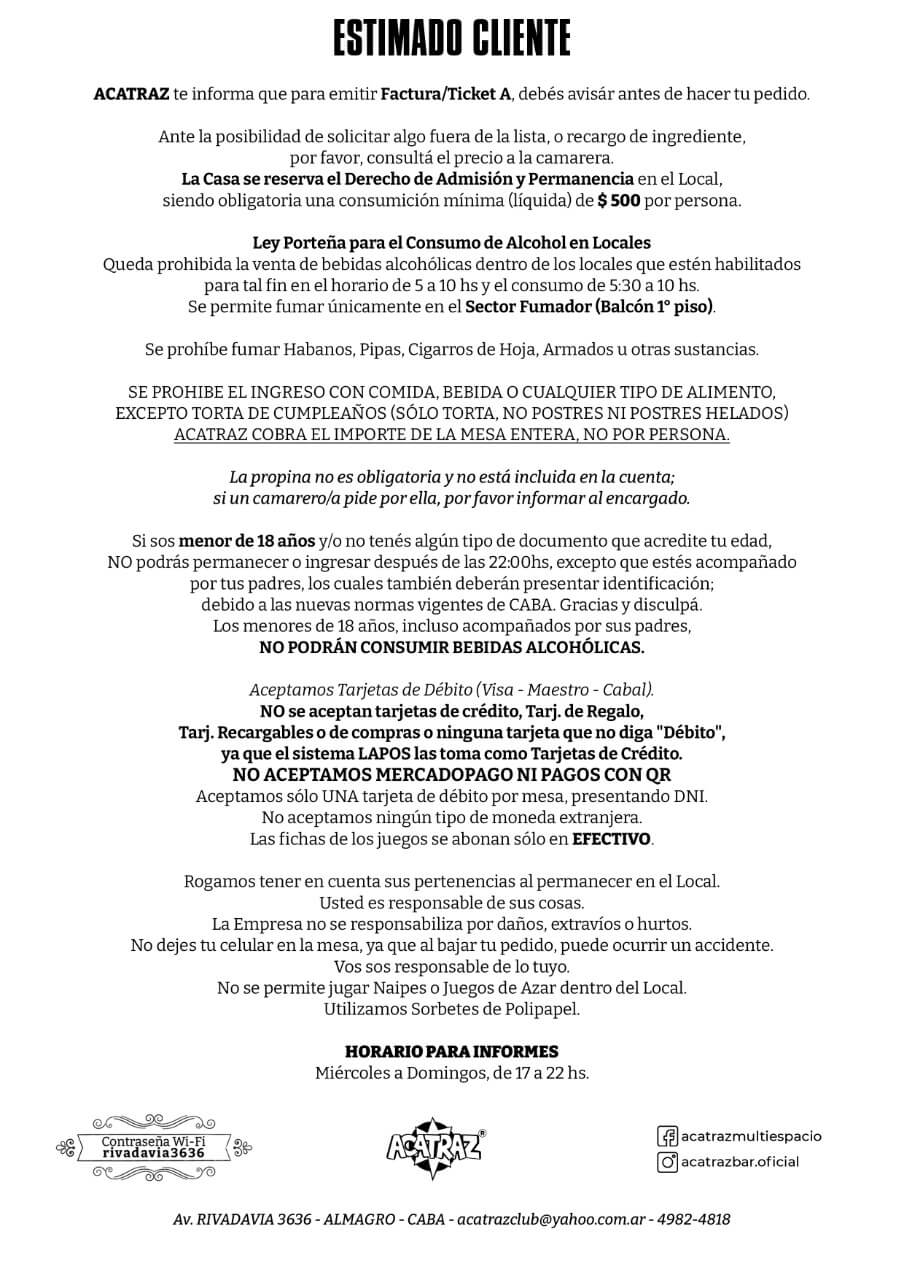 ESTIMADO CLIENTE
ACATRAZ te informa que para emitir Factura/Ticket A, debés avisár antes de hacer tu pedido.
Ante la posibilidad de solicitar algo fuera de la lista, o recargo de ingrediente,
por favor, consultá el precio a la camarera.
La Casa se reserva el Derecho de Admisión y Permanencia en el Local,
siendo obligatoria una consumición mínima (líquida) de $ 500 por persona.
Ley Porteña para el Consumo de Alcohol en Locales
Queda prohibida la venta de bebidas alcohólicas dentro de los locales que estén habilitados
para tal fin en el horario de 5 a 10 hs y el consumo de 5:30 a 10 hs.
Se permite fumar únicamente en el Sector Fumador (Balcón 1° piso).
Se prohíbe fumar Habanos, Pipas, Cigarros de Hoja, Armados u otras sustancias.
SE PROHIBE EL INGRESO CON COMIDA, BEBIDA O CUALQUIER TIPO DE ALIMENTO,
EXCEPTO TORTA DE CUMPLEAÑOS (SÓLO TORTA, NO POSTRES NI POSTRES HELADOS)
ACATRAZ COBRA EL IMPORTE DE LA MESA ENTERA, NO POR PERSONA.
La propina no es obligatoria y no está incluida en la cuenta;
si un camarero/a pide por ella, por favor informar al encargado.
Si sos menor de 18 años y/o no tenés algún tipo de documento que acredite tu edad,
NO podrás permanecer o ingresar después de las 22:00hs, excepto que estés acompañado
por tus padres, los cuales también deberán presentar identificación;
debido a las nuevas normas vigentes de CABA. Gracias y disculpá.
Los menores de 18 años, incluso acompañados por sus padres,
NO PODRÁN CONSUMIR BEBIDAS ALCOHÓLICAS.
Aceptamos Tarjetas de Débito (Visa - Maestro - Cabal).
NO se aceptan tarjetas de crédito, Tarj. de Regalo,
Tarj. Recargables o de compras o ninguna tarjeta que no diga "Débito",
ya que el sistema LAPOS las toma como Tarjetas de Crédito.
NO ACEPTAMOS MERCADOPAGO NI PAGOS CON QR
Aceptamos sólo UNA tarjeta de débito por mesa, presentando DNI.
No aceptamos ningún tipo de moneda extranjera.
Las fichas de los juegos se abonan sólo en EFECTIVO.
Rogamos tener en cuenta sus pertenencias al permanecer en el Local.
Usted es responsable de sus cosas.
La Empresa no se responsabiliza por daños, extravíos o hurtos.
No dejes tu celular en la mesa, ya que al bajar tu pedido, puede ocurrir un accidente.
Vos sos responsable de lo tuyo.
No se permite jugar Naipes o Juegos de Azar dentro del Local.
Utilizamos Sorbetes de Polipapel.
HORARIO PARA INFORMES
Miércoles a Domingos, de 17 a 22 hs.
Contraseña Wi-Fi
rivadavia3636
ACATRAZ®
acatrazmultiespacio
acatrazbar.oficial
Av. RIVADAVIA 3636 - ALMAGRO - CABA - acatrazclub@yahoo.com.ar - 4982-4818